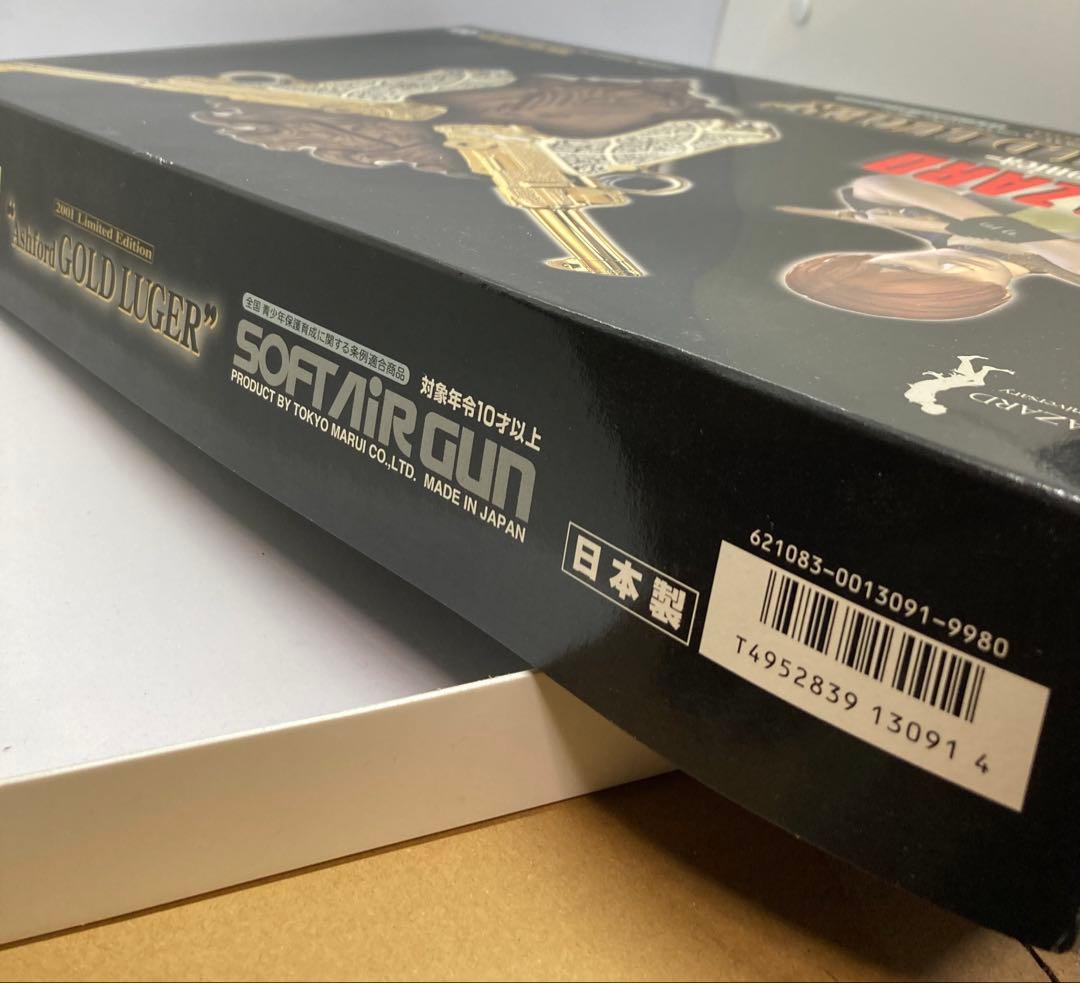 2001 Limited Edition
"Ashford GOLD LUGER"
全国 青少年保護育成に関する条例適合商品
SOFT AiR GUN
対象年令10才以上
PRODUCT BY TOKYO MARUI CO.,LTD. MADE IN JAPAN
日本製
621083-0013091-9980
T4952839 13091 4